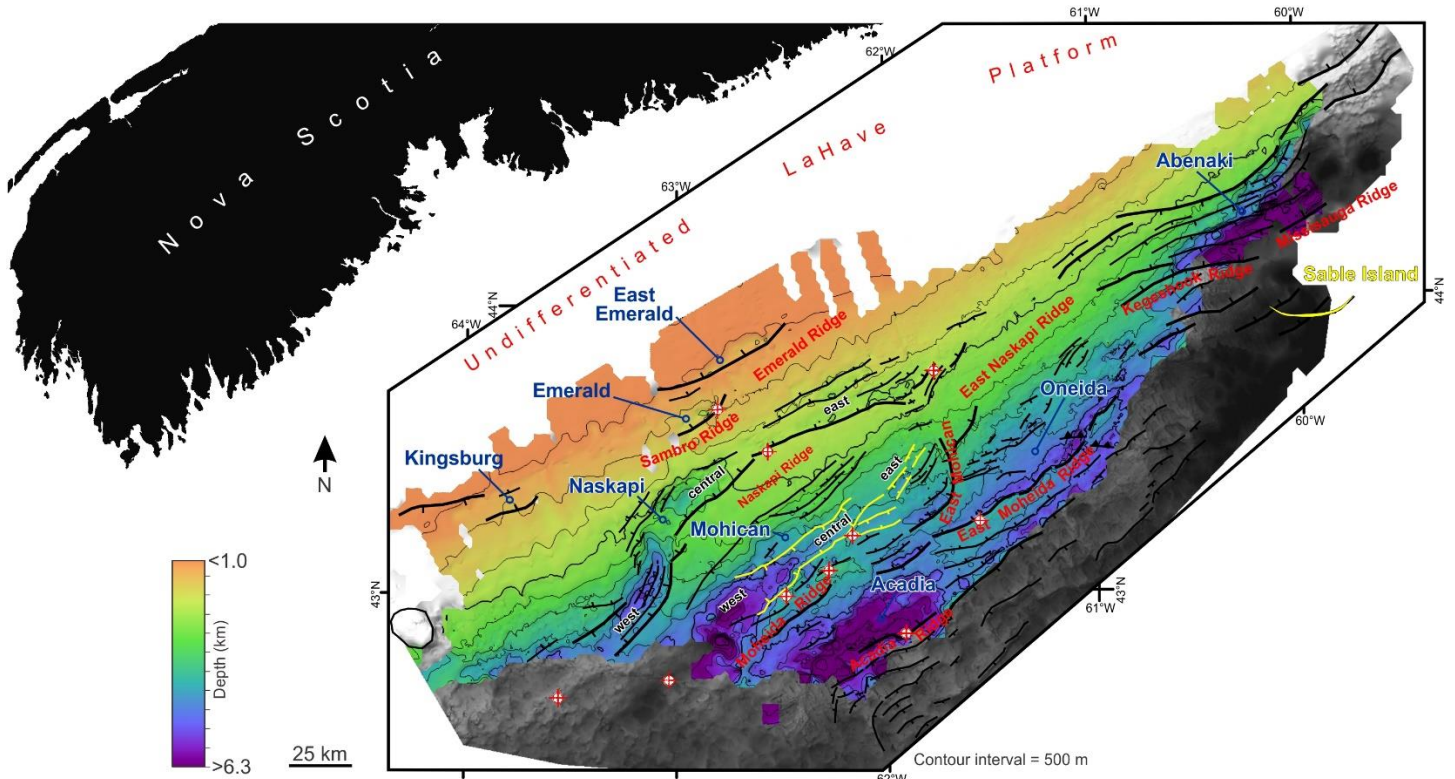 61°W
60°W
62°W
Platform
Nova Scotia
LaHave
Abenaki
63°W
Missisauga Ridge
Undifferentiated
Kegeshook Ridge
Sable Island
44°N
44°N
64°W
East
Emerald
Emerald Ridge
East Naskapi Ridge
Emerald
east
Oneida
60°W
Sambro Ridge
Kingsburg
N
Naskapi
central
Naskapi Ridge
east
East Mohican
East Moheida Ridge
Mohican
central
<1.0
43°N
west
Acadia
43°N
61°W
west
Moheida Ridge
Acadia Ridge
Depth (km)
>6.3
25 km
Contour interval = 500 m
62°W